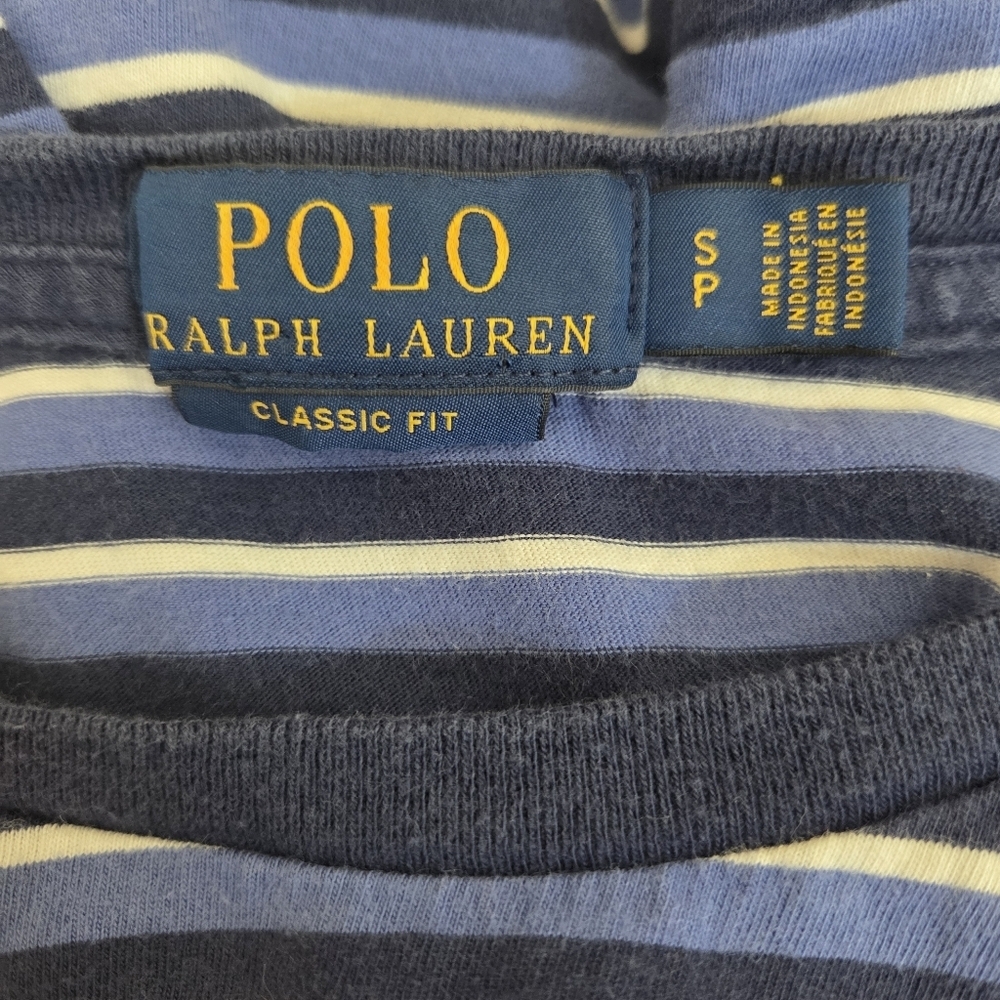 POLO
RALPH LAUREN
CLASSIC FIT
S
P
MADE IN
INDONESIA
FABRIQUÉ EN
INDONÉSIE